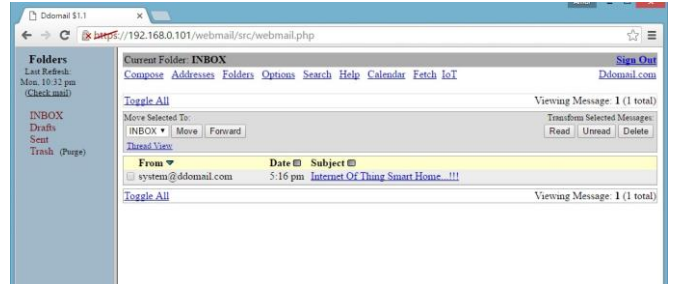 Ddomail $1.1
https://192.168.0.101/webmail/src/webmail.php
Folders
Last Refresh:
Mon, 10:32 pm
(Check mail)
INBOX
Drafts
Sent
Trash (Purge)
Current Folder: INBOX
Sign Out
Compose Addresses Folders Options Search Help Calendar Fetch IoT
Ddomail.com
Toggle All
Viewing Message: 1 (1 total)
Move Selected To:
Transform Selected Messages:
INBOX Move Forward
Read Unread Delete
Thread View
From Date Subject
system@ddomail.com 5:16 pm Internet Of Thing Smart Home...!!!
Toggle All
Viewing Message: 1 (1 total)